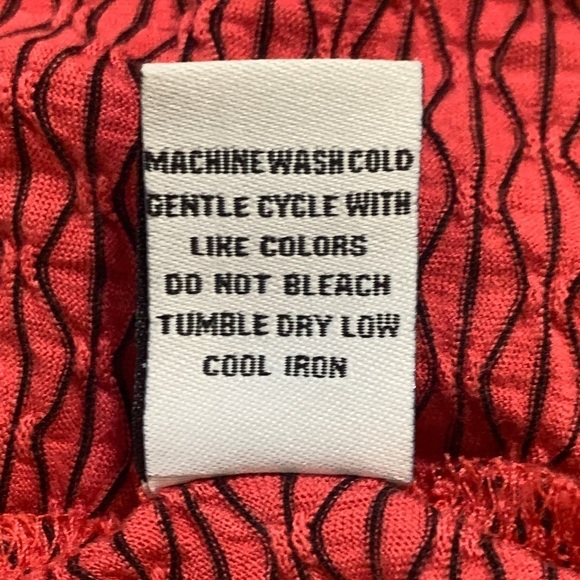 MACHINE WASH COLD
GENTLE CYCLE WITH
LIKE COLORS
DO NOT BLEACH
TUMBLE DRY LOW
COOL IRON